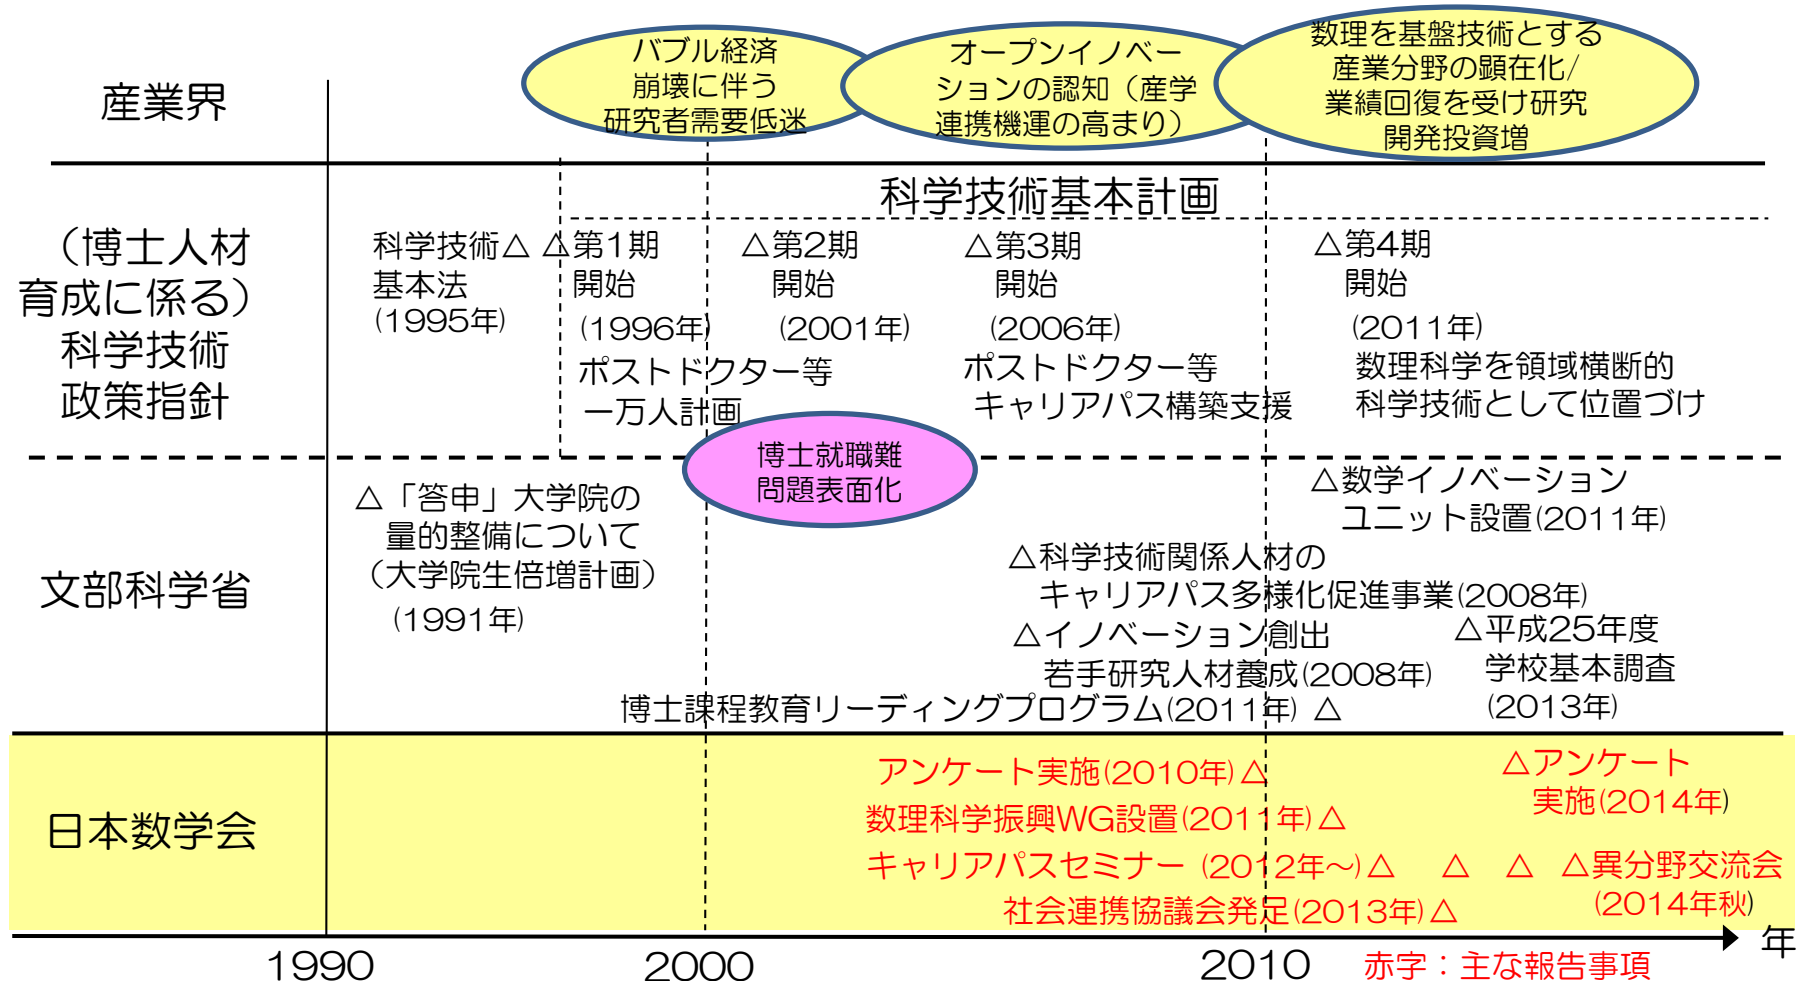 産業界
バブル経済
崩壊に伴う
研究者需要低迷
オープンイノベー
ションの認知（産学
連携機運の高まり）
数理を基盤技術とする
産業分野の顕在化/
業績回復を受け研究
開発投資増
（博士人材
育成に係る）
科学技術
政策指針
科学技術基本計画
科学技術△
基本法
(1995年)
△第1期
開始
(1996年)
ポストドクター等
一万人計画
△第2期
開始
(2001年)
△第3期
開始
(2006年)
ポストドクター等
キャリアパス構築支援
△第4期
開始
(2011年)
数理科学を領域横断的
科学技術として位置づけ
博士就職難
問題表面化
文部科学省
△「答申」大学院の
量的整備について
（大学院生倍増計画）
(1991年)
△数学イノベーション
ユニット設置(2011年)
△科学技術関係人材の
キャリアパス多様化促進事業(2008年)
△イノベーション創出
若手研究人材養成(2008年)
△平成25年度
学校基本調査
(2013年)
博士課程教育リーディングプログラム(2011年) △
日本数学会
アンケート実施(2010年)△
△アンケート
実施(2014年)
数理科学振興WG設置(2011年)△
キャリアパスセミナー (2012年～)△ △ △
△異分野交流会
(2014年秋)
社会連携協議会発足(2013年)△
1990
2000
2010
年
赤字：主な報告事項